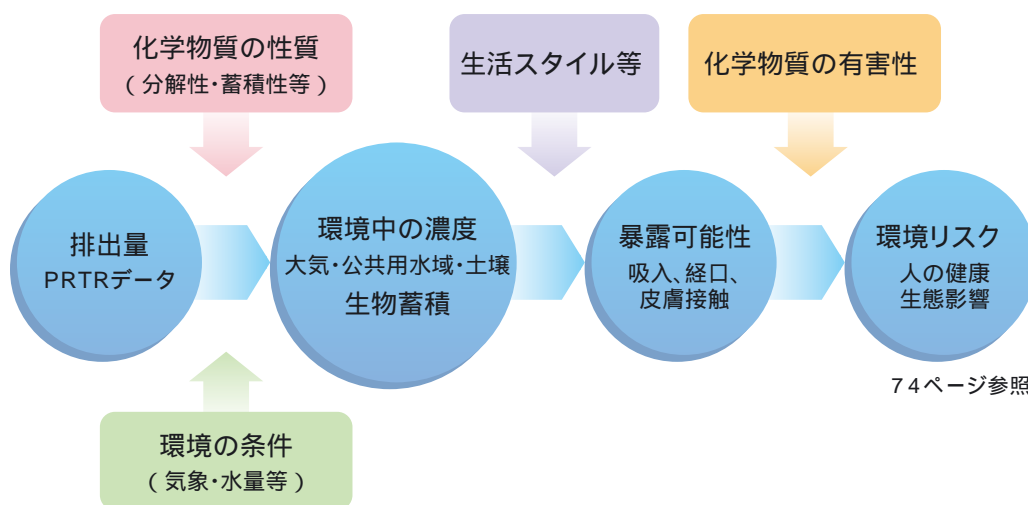 化学物質の性質
(分解性・蓄積性等)
生活スタイル等
化学物質の有害性
排出量
PRTRデータ
環境中の濃度
大気・公共用水域・土壌
生物蓄積
暴露可能性
吸入、経口、
皮膚接触
環境リスク
人の健康
生態影響
74ページ参照
環境の条件
(気象・水量等)